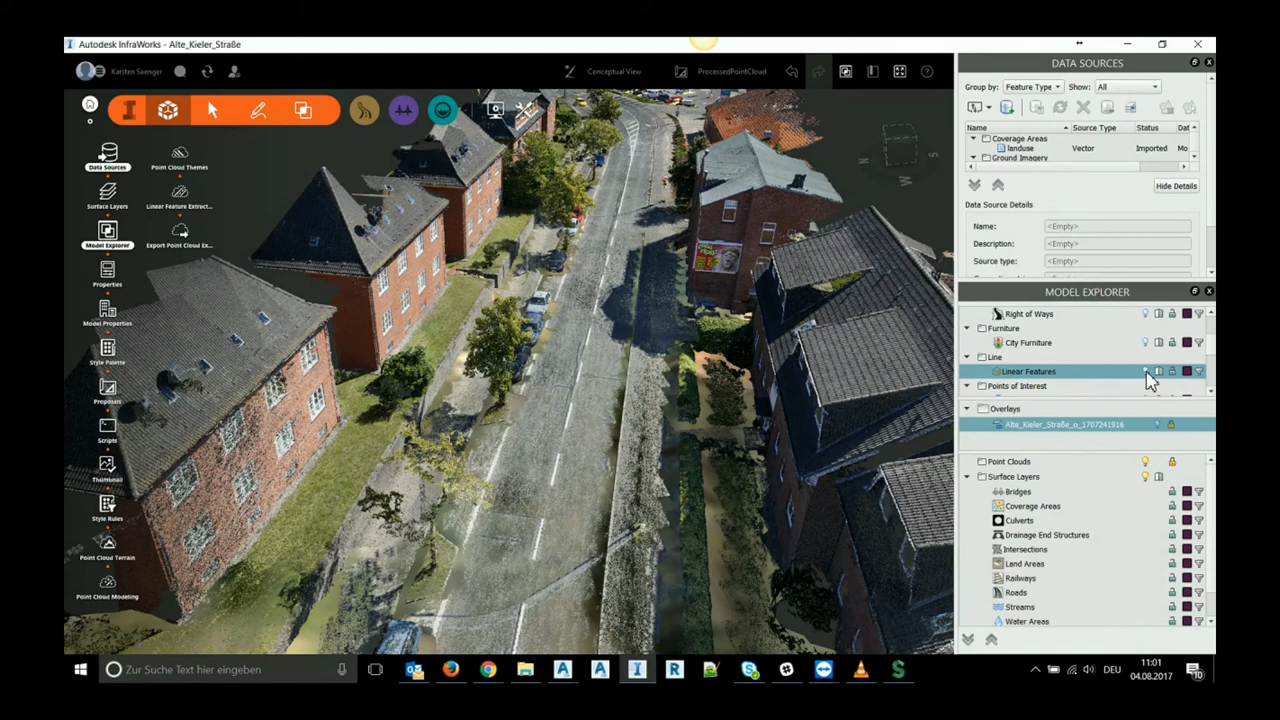 Autodesk InfraWorks - Alte_Kieler_Straße
Karsten Saenger
Conceptual View
ProcessedPointCloud
Data Sources
Point Cloud Themes
Surface Layers
Linear Feature Extract...
Model Explorer
Export Point Cloud Ex...
Properties
Model Properties
Style Palette
Proposals
Scripts
Thumbnail
Style Rules
Point Cloud Terrain
Point Cloud Modeling
N
S
W
DATA SOURCES
Group by: Feature Type Show: All
Name Source Type Status Dat
Coverage Areas
landuse Vector Imported Mo
Ground Imagery
Hide Details
Data Source Details
Name: <Empty>
Description: <Empty>
Source type: <Empty>
<Empty>
MODEL EXPLORER
Right of Ways
Furniture
City Furniture
Line
Linear Features
Points of Interest
Overlays
Alte_Kieler_Straße_o_1707241916
Point Clouds
Surface Layers
Bridges
Coverage Areas
Culverts
Drainage End Structures
Intersections
Land Areas
Railways
Roads
Streams
Water Areas
Zur Suche Text hier eingeben
DEU
11:01
04.08.2017
10